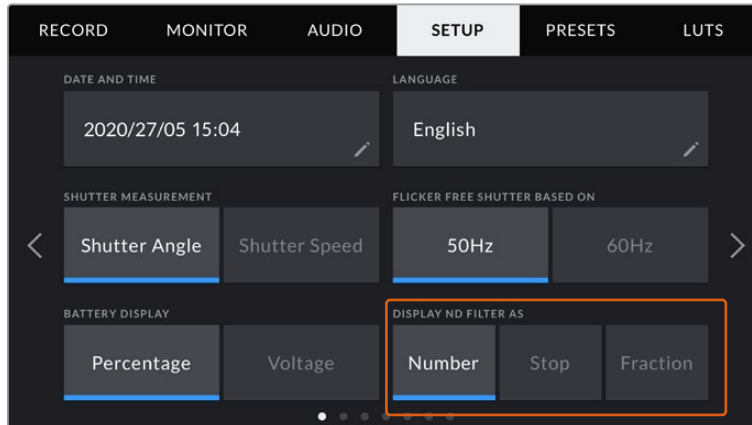 RECORD MONITOR AUDIO SETUP PRESETS LUTS
DATE AND TIME LANGUAGE
2020/27/05 15:04 English
SHUTTER MEASUREMENT FLICKER FREE SHUTTER BASED ON
Shutter Angle Shutter Speed 50Hz 60Hz
BATTERY DISPLAY DISPLAY ND FILTER AS
Percentage Voltage Number Stop Fraction